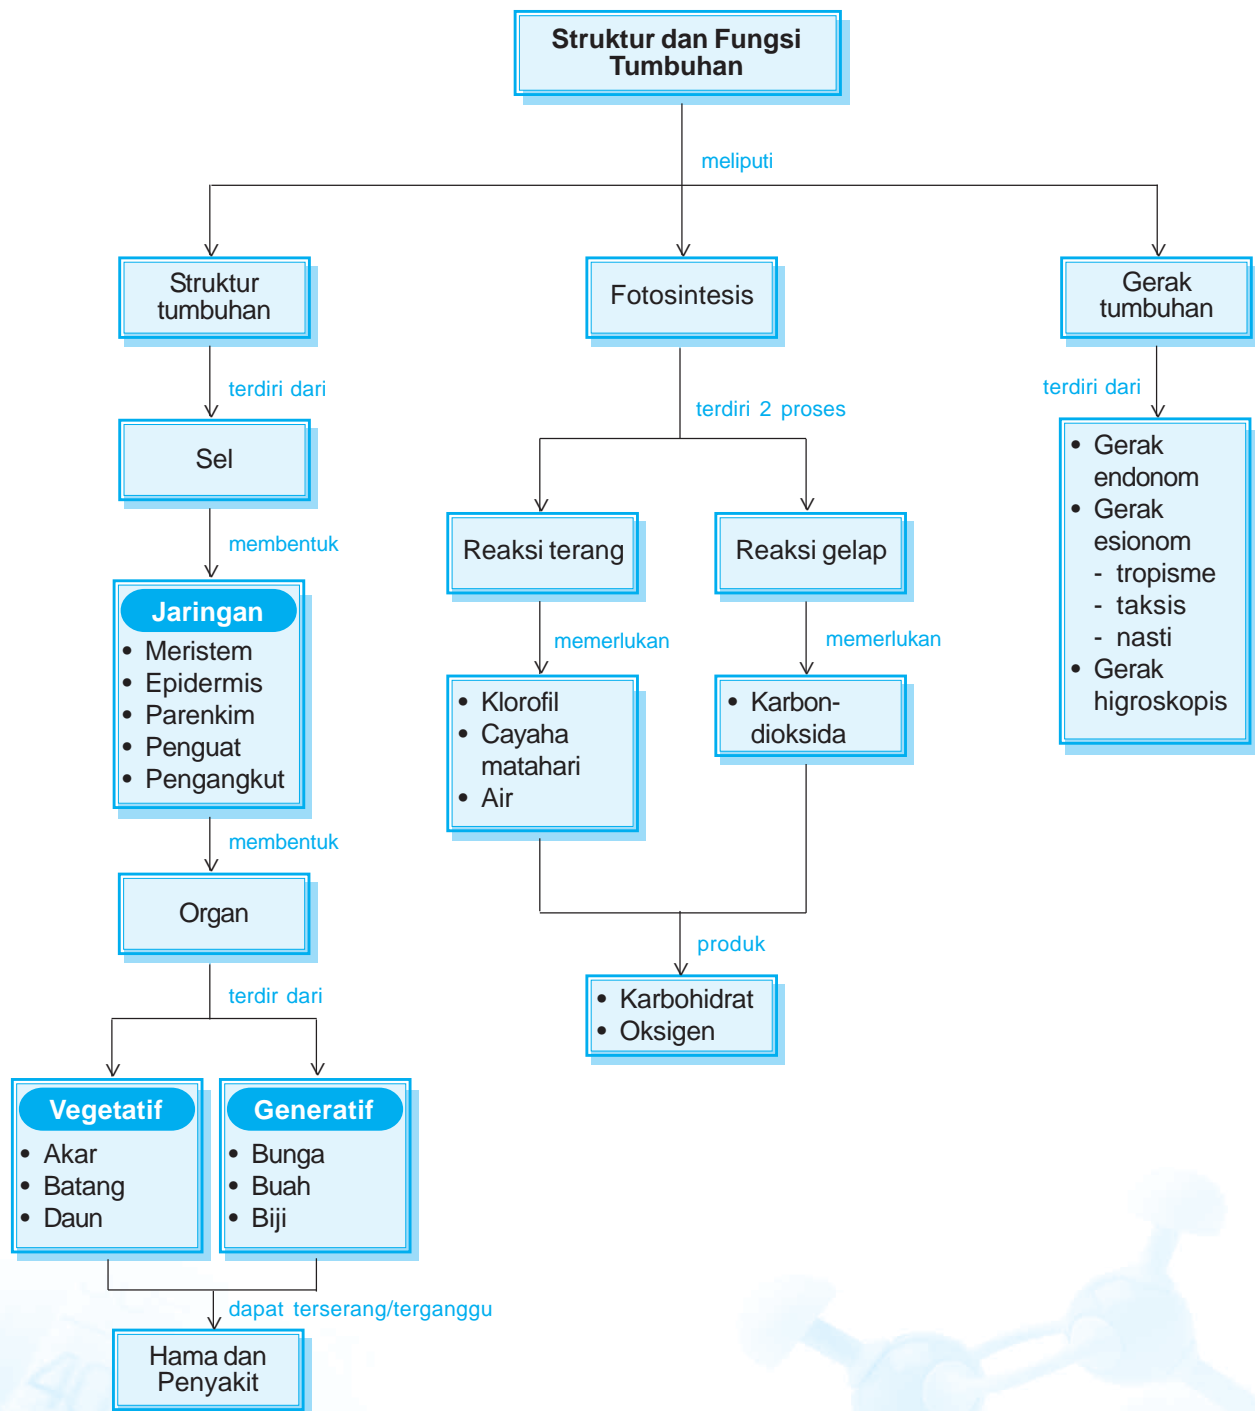 Struktur dan Fungsi
Tumbuhan
meliputi
Struktur
tumbuhan
Fotosintesis
Gerak
tumbuhan
terdiri dari
terdiri 2 proses
terdiri dari
Sel
membentuk
Jaringan
• Meristem
• Epidermis
• Parenkim
• Penguat
• Pengangkut
membentuk
Organ
terdir dari
Vegetatif
• Akar
• Batang
• Daun
Generatif
• Bunga
• Buah
• Biji
dapat terserang/terganggu
Hama dan
Penyakit
Reaksi terang
Reaksi gelap
memerlukan
memerlukan
• Klorofil
• Cayaha
matahari
• Air
• Karbon-
dioksida
produk
• Karbohidrat
• Oksigen
• Gerak
endonom
• Gerak
esionom
- tropisme
- taksis
- nasti
• Gerak
higroskopis